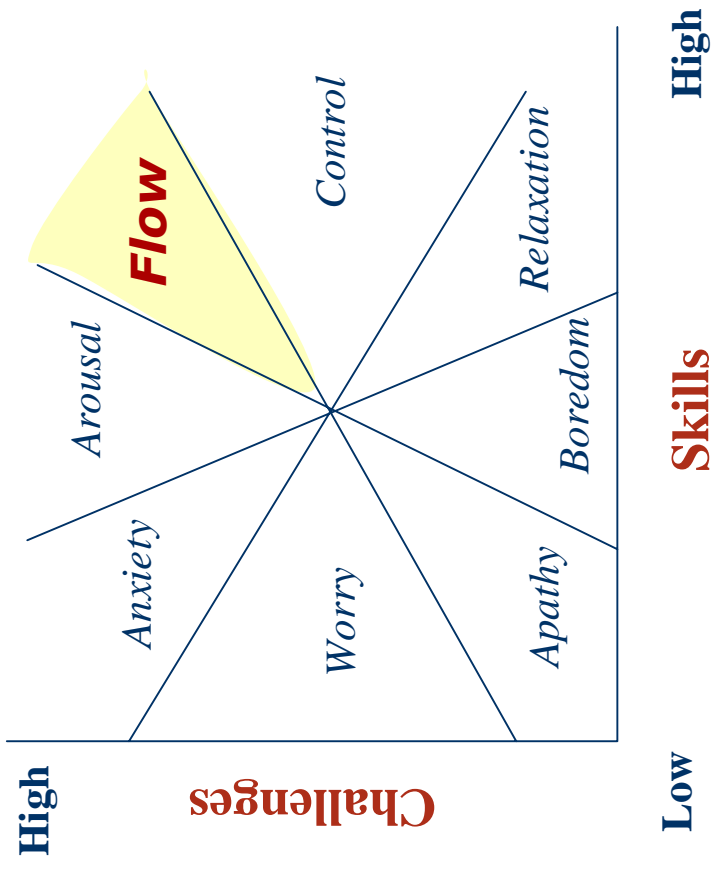 High
Challenges
Arousal
Flow
Anxiety
Control
Worry
Relaxation
Boredom
Apathy
Low
Skills
High